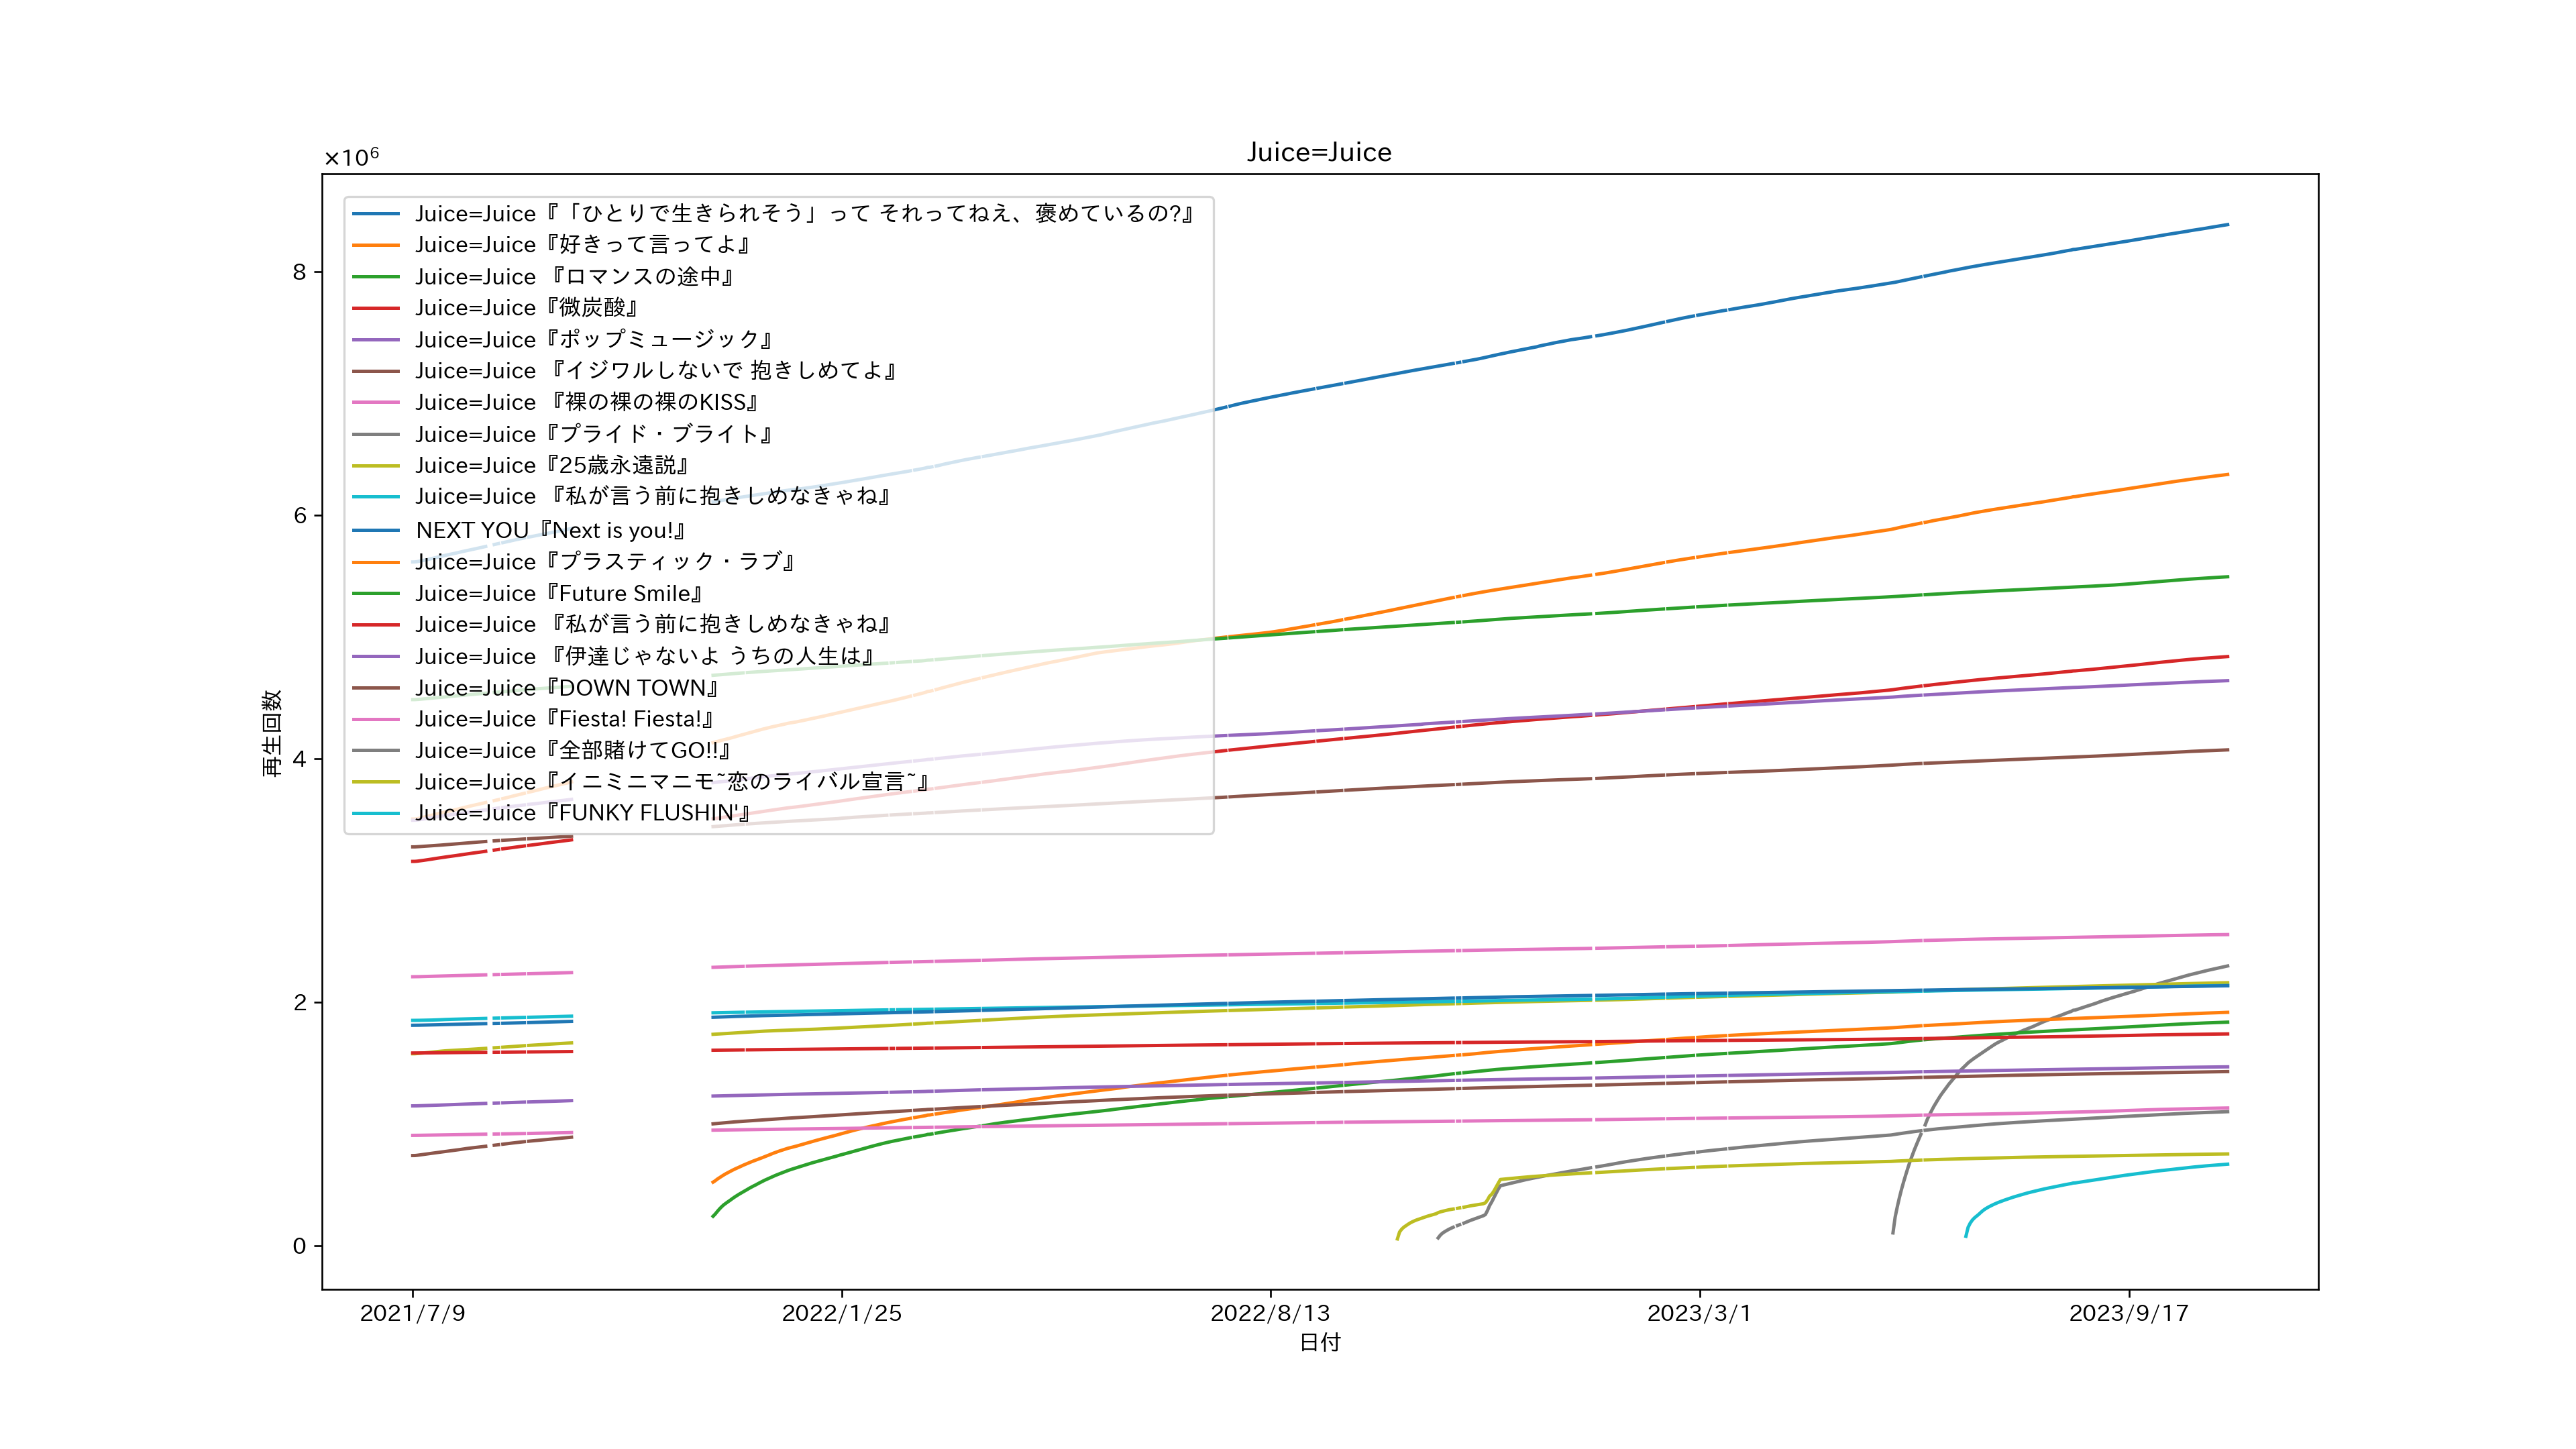 Juice=Juice
×10⁶
Juice=Juice『「ひとりで生きられそう」って それってねえ、褒めているの?』
Juice=Juice『好きって言ってよ』
Juice=Juice 『ロマンスの途中』
Juice=Juice『微炭酸』
Juice=Juice『ポップミュージック』
Juice=Juice 『イジワルしないで 抱きしめてよ』
Juice=Juice 『裸の裸の裸のKISS』
Juice=Juice『プライド・ブライト』
Juice=Juice『25歳永遠説』
Juice=Juice 『私が言う前に抱きしめなきゃね』
NEXT YOU『Next is you!』
Juice=Juice『プラスティック・ラブ』
Juice=Juice『Future Smile』
Juice=Juice 『私が言う前に抱きしめなきゃね』
Juice=Juice 『伊達じゃないよ うちの人生は』
Juice=Juice『DOWN TOWN』
Juice=Juice『Fiesta! Fiesta!』
Juice=Juice『全部賭けてGO!!』
Juice=Juice『イニミニマニモ~恋のライバル宣言~』
Juice=Juice『FUNKY FLUSHIN'』
8
6
4
2
0
再生回数
2021/7/9
2022/1/25
2022/8/13
2023/3/1
2023/9/17
日付